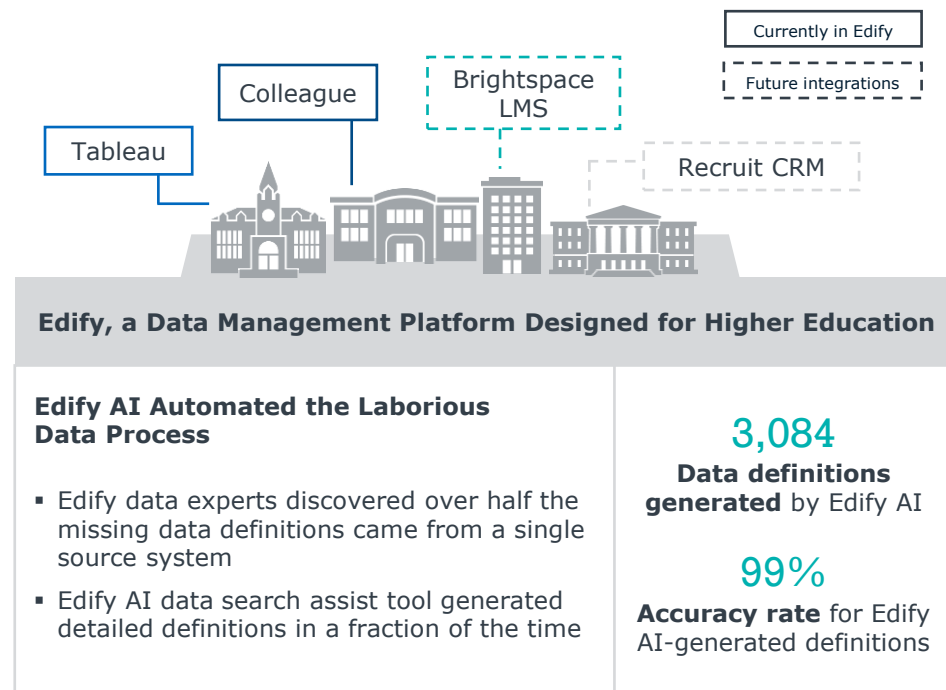 Currently in Edify
Future integrations
Brightspace
LMS
Colleague
Tableau
Recruit CRM
Edify, a Data Management Platform Designed for Higher Education
Edify AI Automated the Laborious
Data Process
▪ Edify data experts discovered over half the
missing data definitions came from a single
source system
▪ Edify AI data search assist tool generated
detailed definitions in a fraction of the time
3,084
Data definitions
generated by Edify AI
99%
Accuracy rate for Edify
AI-generated definitions